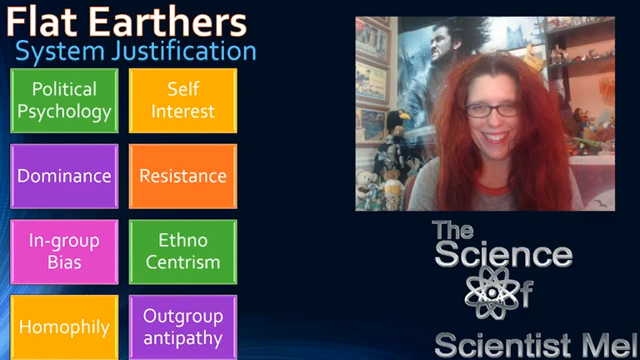 Flat Earthers
System Justification
Political
Psychology
Self
Interest
Dominance
Resistance
In-group
Bias
Ethno
Centrism
Homophily
Outgroup
antipathy
The
Science
Of
Scientist Mel